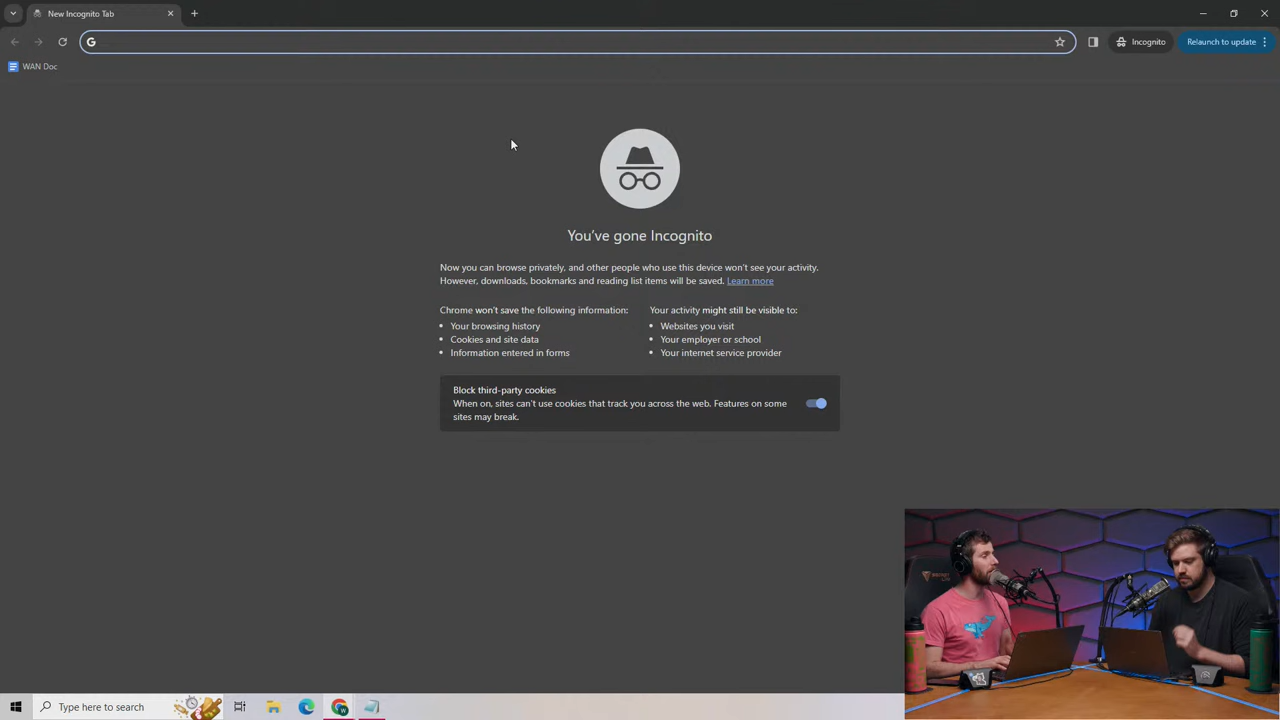 New Incognito Tab
Incognito
Relaunch to update
WAN Doc
You've gone Incognito
Now you can browse privately, and other people who use this device won't see your activity.
However, downloads, bookmarks and reading list items will be saved. Learn more
Chrome won't save the following information:
Your browsing history
Cookies and site data
Information entered in forms
Your activity might still be visible to:
Websites you visit
Your employer or school
Your internet service provider
Block third-party cookies
When on, sites can't use cookies that track you across the web. Features on some
sites may break.
Type here to search